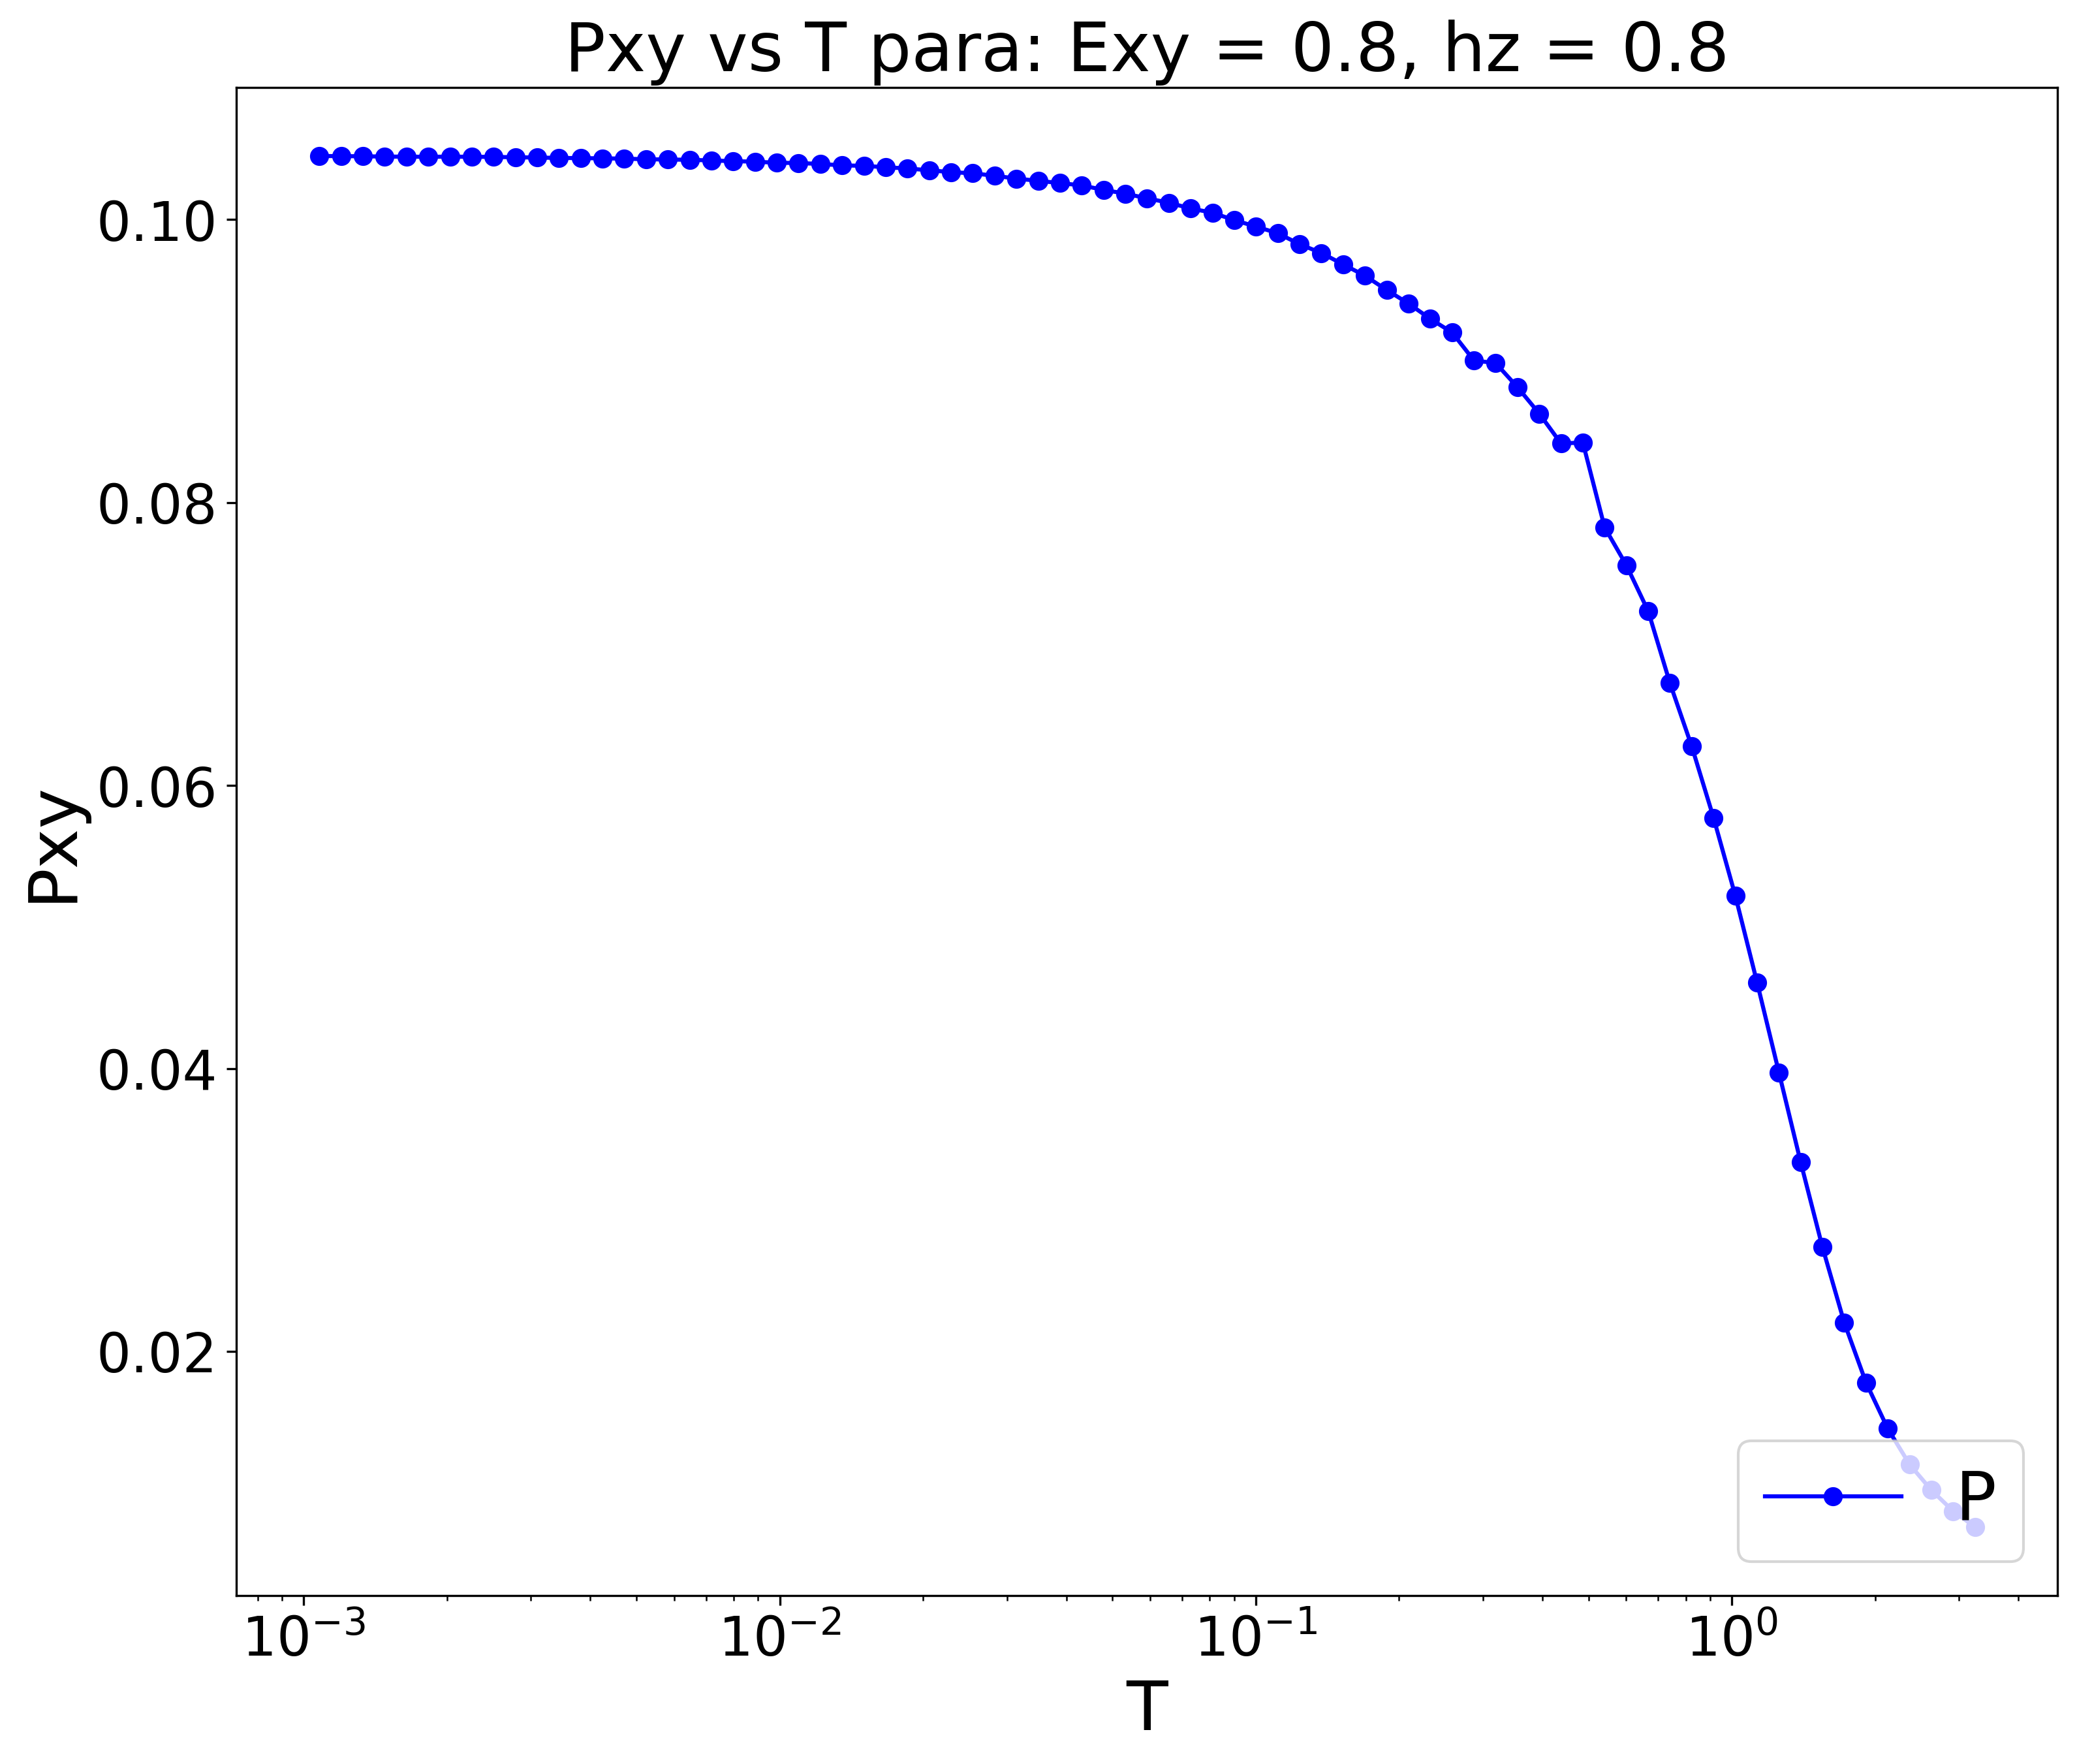 Pxy vs T para: Exy = 0.8, hz = 0.8
Pxy
0.10
0.08
0.06
0.04
0.02
10⁻³ 10⁻² 10⁻¹ 10⁰
T
P